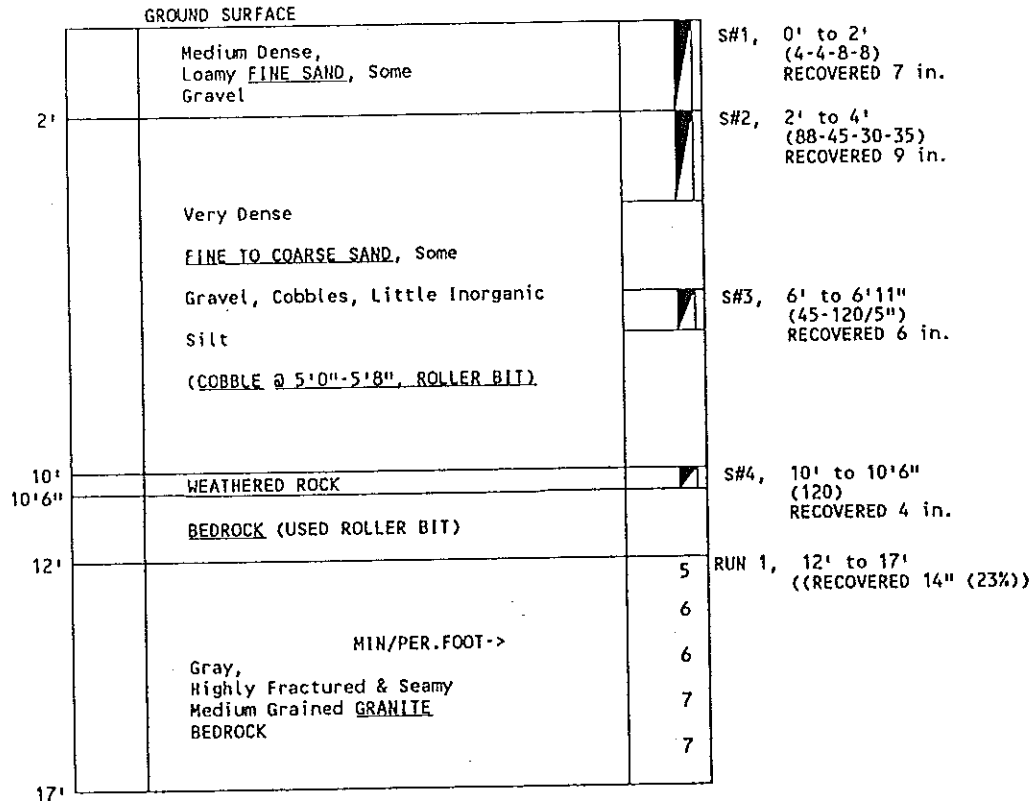 GROUND SURFACE
Medium Dense,
Loamy FINE SAND, Some
Gravel
S#1, 0' to 2'
(4-4-8-8)
RECOVERED 7 in.
2'
S#2, 2' to 4'
(88-45-30-35)
RECOVERED 9 in.
Very Dense
FINE TO COARSE SAND, Some
Gravel, Cobbles, Little Inorganic
Silt
(COBBLE @ 5'0"-5'8", ROLLER BIT)
S#3, 6' to 6'11"
(45-120/5")
RECOVERED 6 in.
10'
WEATHERED ROCK
S#4, 10' to 10'6"
(120)
RECOVERED 4 in.
10'6"
BEDROCK (USED ROLLER BIT)
12'
RUN 1, 12' to 17'
((RECOVERED 14" (23%))
5
6
MIN/PER.FOOT->
6
Gray,
Highly Fractured & Seamy
Medium Grained GRANITE
BEDROCK
7
7
17'